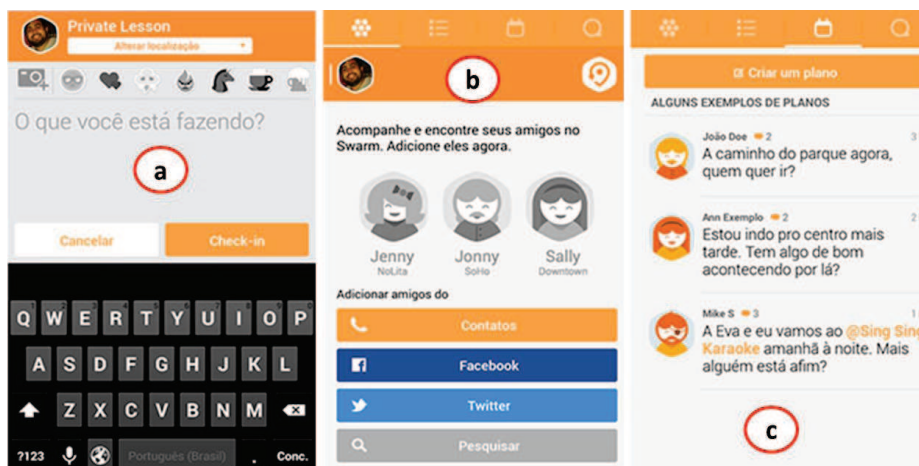 Private Lesson
Alterar localização
O que você está fazendo?
a
Cancelar
Check-in
Q W E R T Y U I O P
A S D F G H J K L
Z X C V B N M
?123
Português (Brasil)
.
Conc.
b
Acompanhe e encontre seus amigos no
Swarm. Adicione eles agora.
Jenny
NoLita
Jonny
SoHo
Sally
Downtown
Adicionar amigos do
Contatos
Facebook
Twitter
Pesquisar
Criar um plano
ALGUNS EXEMPLOS DE PLANOS
João Doe 2
3
A caminho do parque agora,
quem quer ir?
Ann Exemplo 2
2
Estou indo pro centro mais
tarde. Tem algo de bom
acontecendo por lá?
Mike S 3
1
A Eva e eu vamos ao @Sing Sing
Karaoke amanhã à noite. Mais
alguém está afim?
c